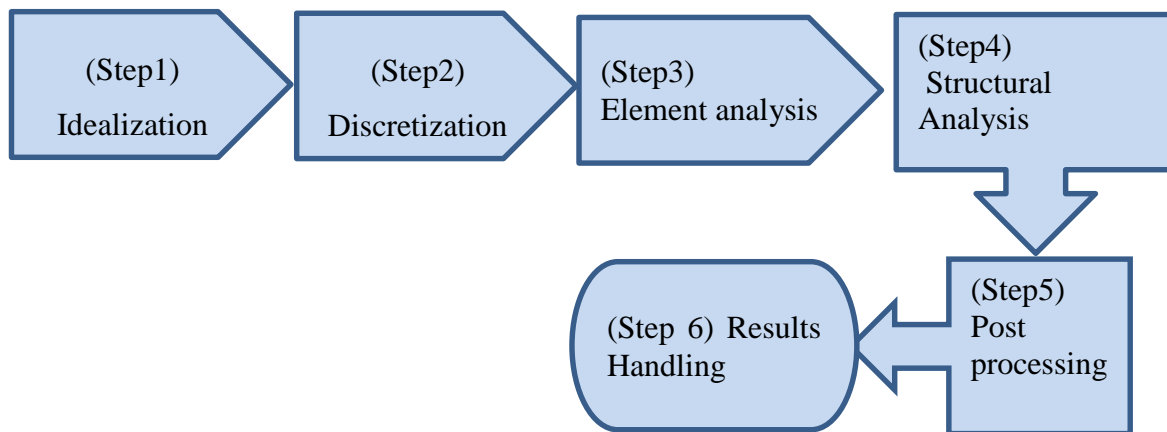 (Step1)
Idealization
(Step2)
Discretization
(Step3)
Element analysis
(Step4)
Structural
Analysis
(Step5)
Post
processing
(Step 6) Results
Handling